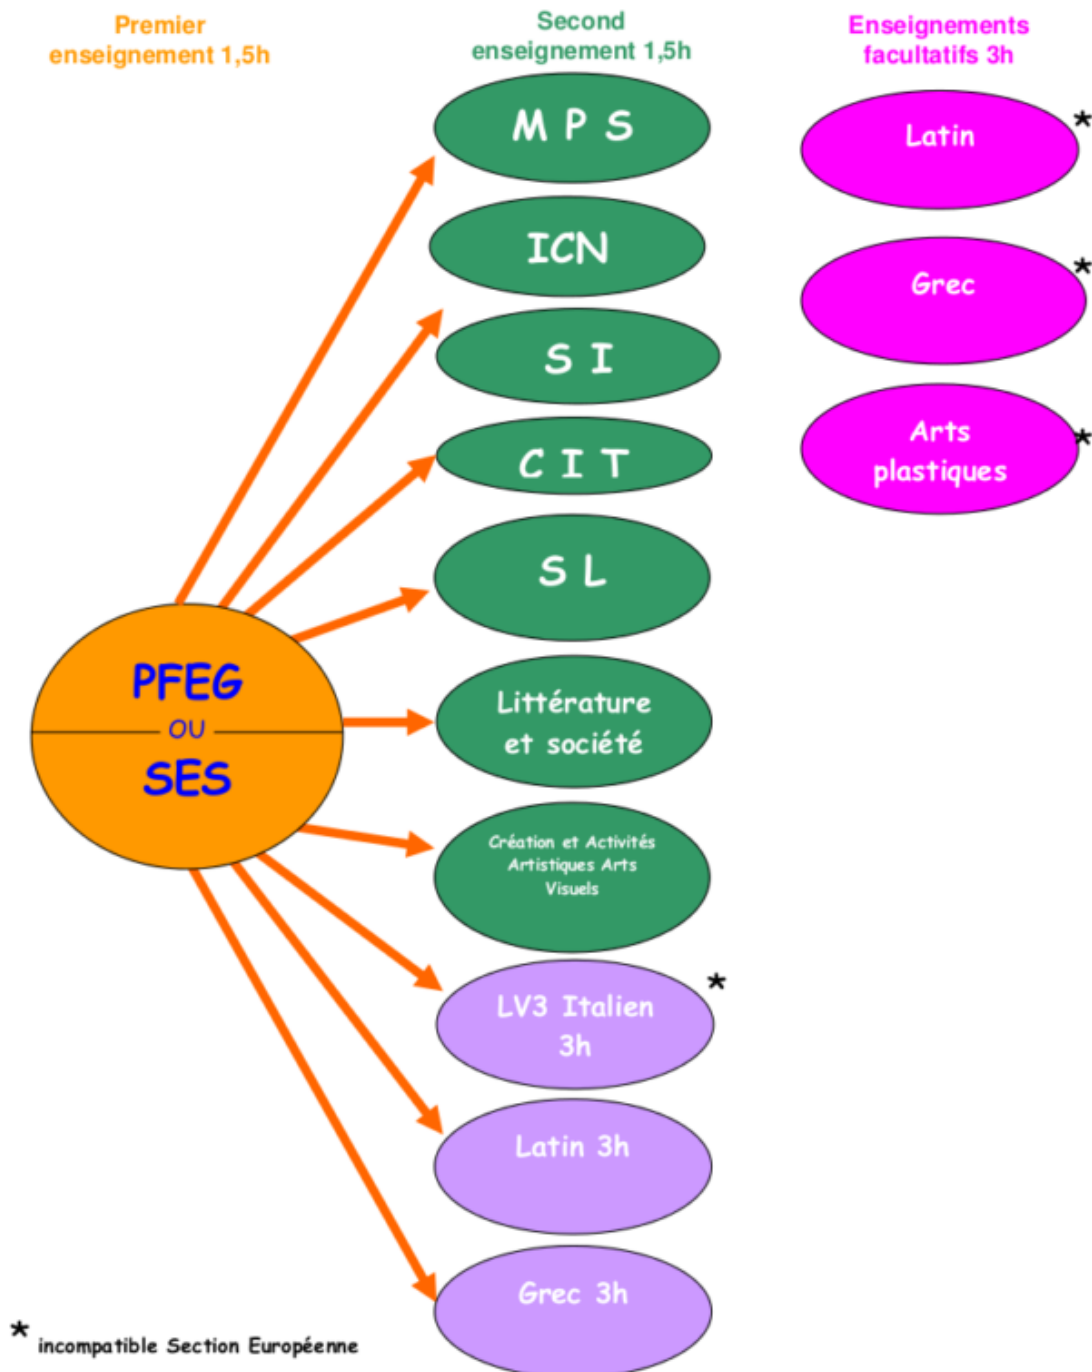 Premier
enseignement 1,5h
Second
enseignement 1,5h
Enseignements
facultatifs 3h
M P S
ICN
S I
C I T
S L
Littérature
et société
Création et Activités
Artistiques Arts
Visuels
LV3 Italien
3h
*
Latin 3h
Grec 3h
PFEG
OU
SES
Latin
*
Grec
*
Arts
plastiques
*
* incompatible Section Européenne